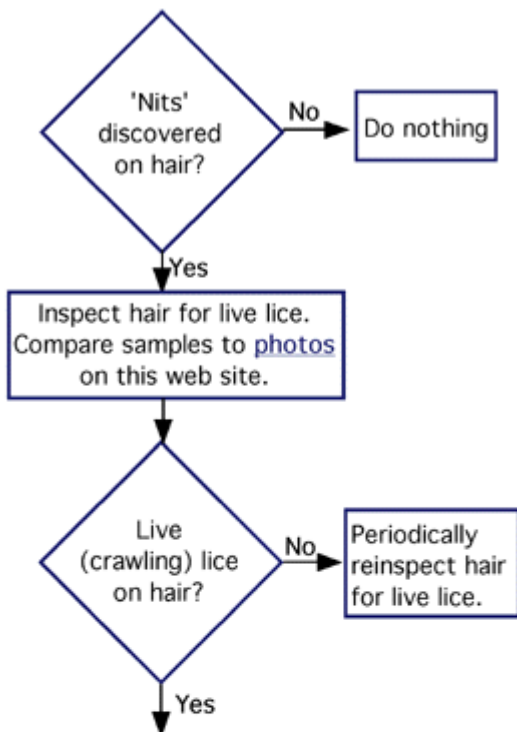 'Nits'
discovered
on hair?
No
Do nothing
Yes
Inspect hair for live lice.
Compare samples to photos
on this web site.
Live
(crawling) lice
on hair?
No
Periodically
reinspect hair
for live lice.
Yes